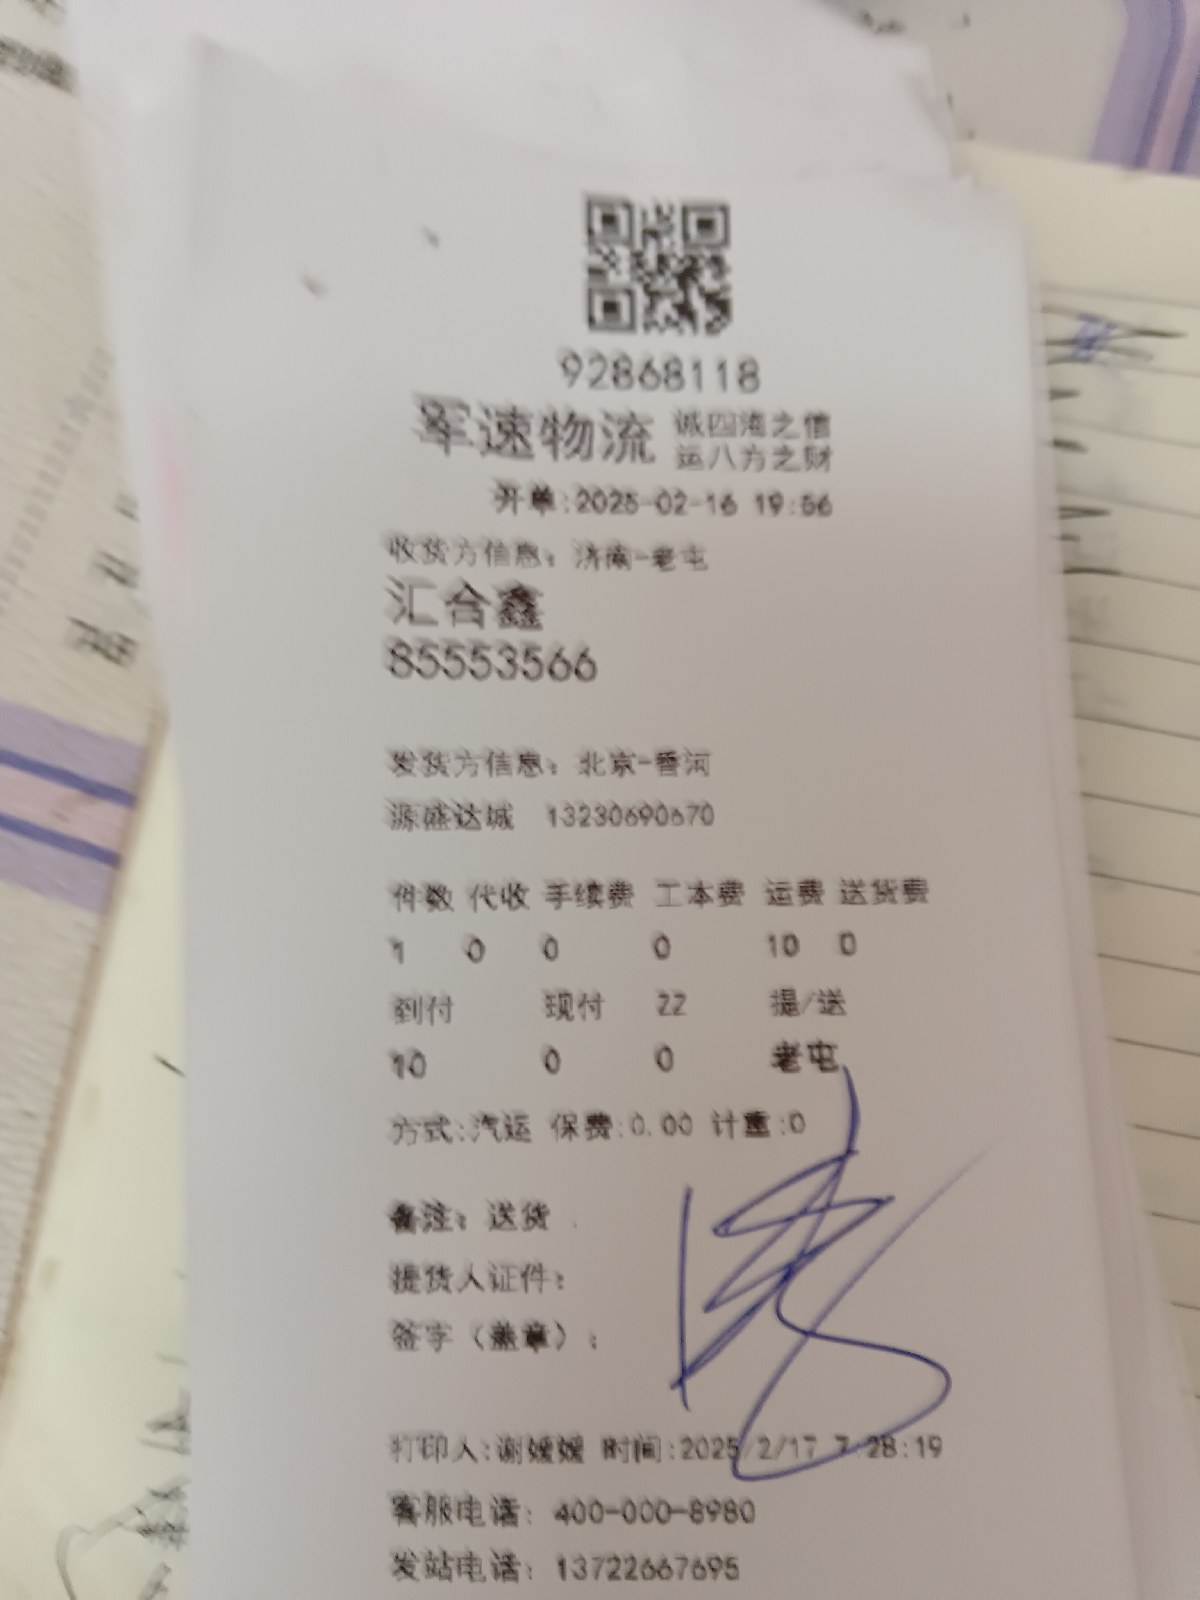 92868118
军速物流 诚四海之信
运八方之财
开单:2025-02-16 19:56
收货方信息: 济南-老屯
汇合鑫
85553566
发货方信息: 北京-香河
源盛达城 13230690670
件数 代收 手续费 工本费 运费 送货费
1 0 0 0 10 0
到付 现付 22 提/送
10 0 0 老屯
方式:汽运 保费:0.00 计重:0
备注: 送货
提货人证件:
签字（盖章）:
打印人:谢媛媛 时间:2025/2/17 7:28:19
客服电话: 400-000-8980
发站电话: 13722667695